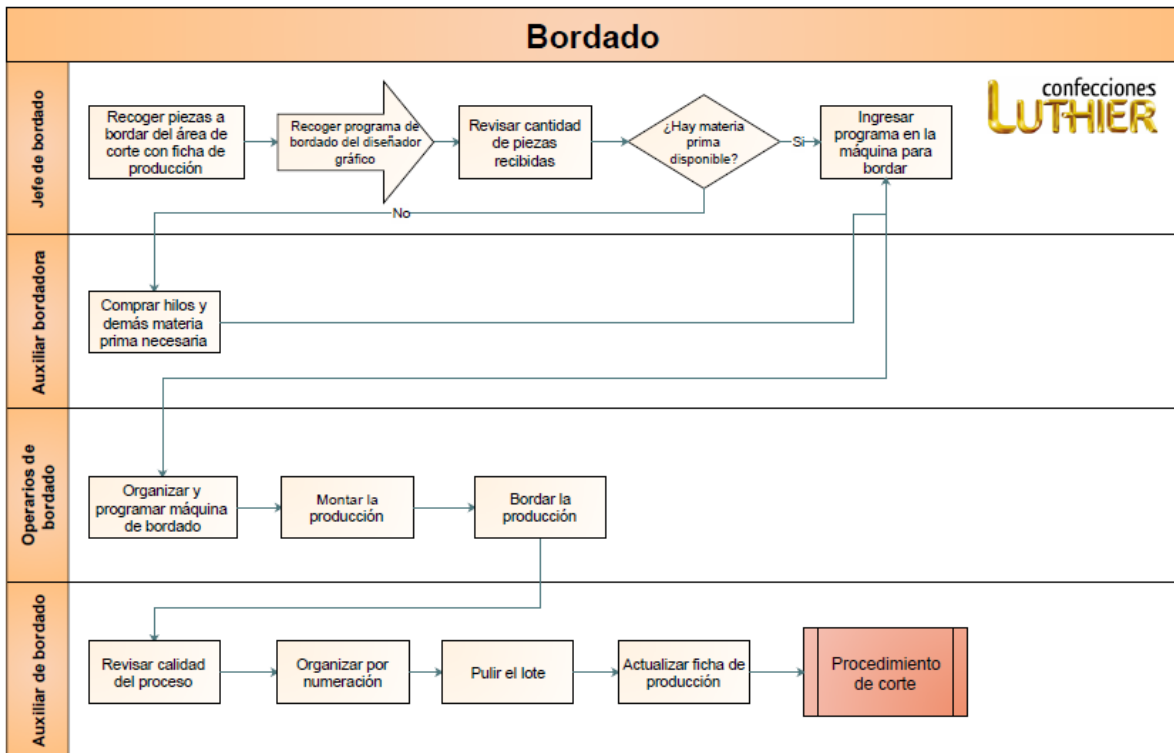 Bordado
confecciones
LUTHIER
Jefe de bordado
Recoger piezas a
bordar del área de
corte con ficha de
producción
Recoger programa de
bordado del diseñador
gráfico
Revisar cantidad
de piezas
recibidas
¿Hay materia
prima
disponible?
Si
Ingresar
programa en la
máquina para
bordar
No
Auxiliar bordadora
Comprar hilos y
demás materia
prima necesaria
Operarios de
bordado
Organizar y
programar máquina
de bordado
Montar la
producción
Bordar la
producción
Auxiliar de bordado
Revisar calidad
del proceso
Organizar por
numeración
Pulir el lote
Actualizar ficha de
producción
Procedimiento
de corte